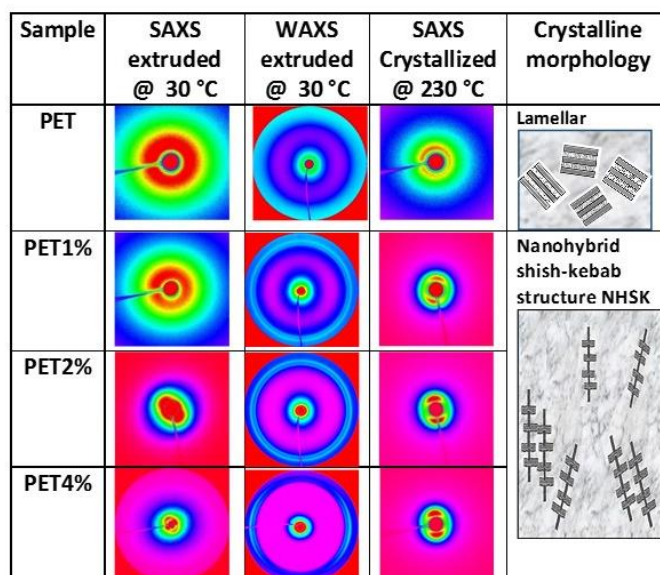 Sample
SAXS
extruded
@ 30 °C
WAXS
extruded
@ 30 °C
SAXS
Crystallized
@ 230 °C
Crystalline
morphology
PET
Lamellar
PET1%
Nanohybrid
shish-kebab
structure NHSK
PET2%
PET4%